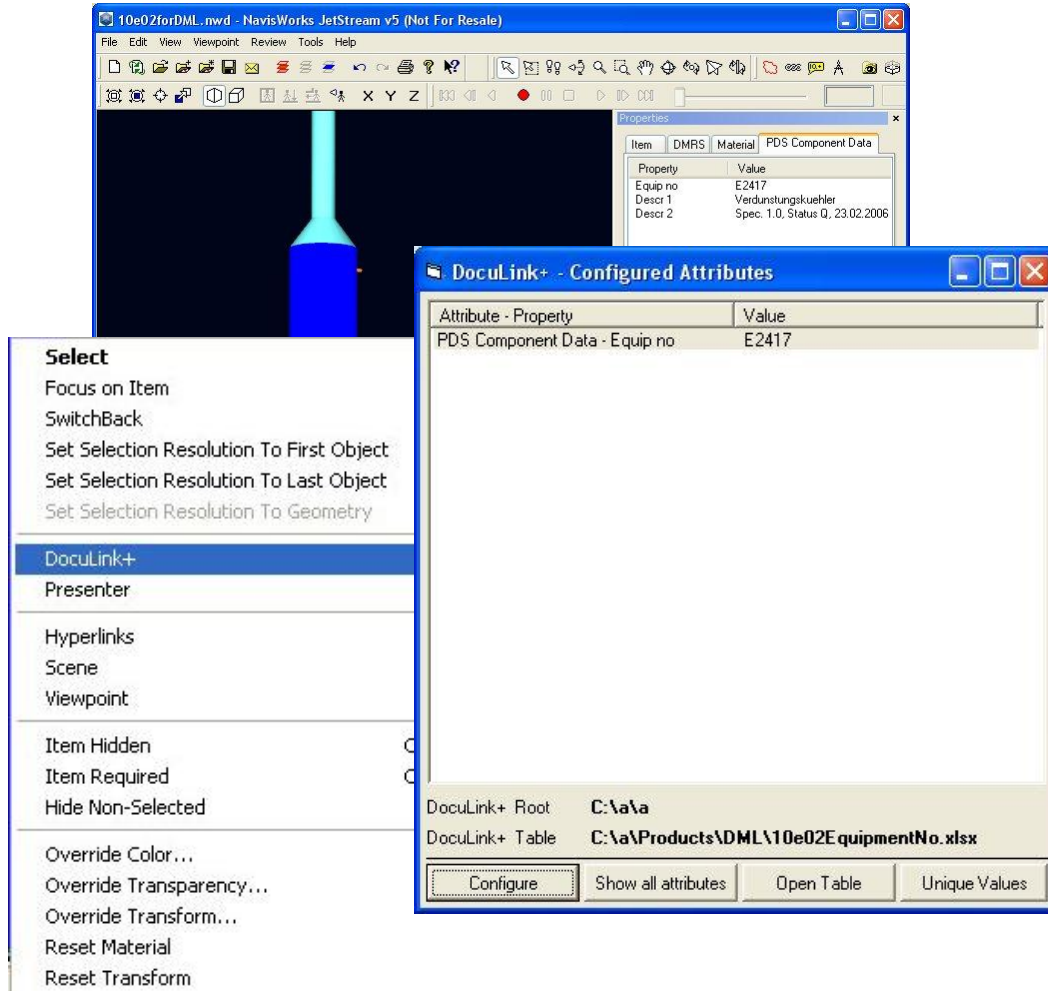 10e02forDML.nwd - NavisWorks JetStream v5 (Not For Resale)
File Edit View Viewpoint Review Tools Help
X Y Z
Properties
Item DMRS Material PDS Component Data
Property Value
Equip no E2417
Descr 1 Verdunstungskuehler
Descr 2 Spec. 1.0, Status Q, 23.02.2006
DocuLink+ - Configured Attributes
Attribute - Property Value
PDS Component Data - Equip no E2417
DocuLink+ Root C:\a\a
DocuLink+ Table C:\a\Products\DML\10e02EquipmentNo.xlsx
Configure Show all attributes Open Table Unique Values
Select
Focus on Item
SwitchBack
Set Selection Resolution To First Object
Set Selection Resolution To Last Object
Set Selection Resolution To Geometry
DocuLink+
Presenter
Hyperlinks
Scene
Viewpoint
Item Hidden
Item Required
Hide Non-Selected
Override Color...
Override Transparency...
Override Transform...
Reset Material
Reset Transform